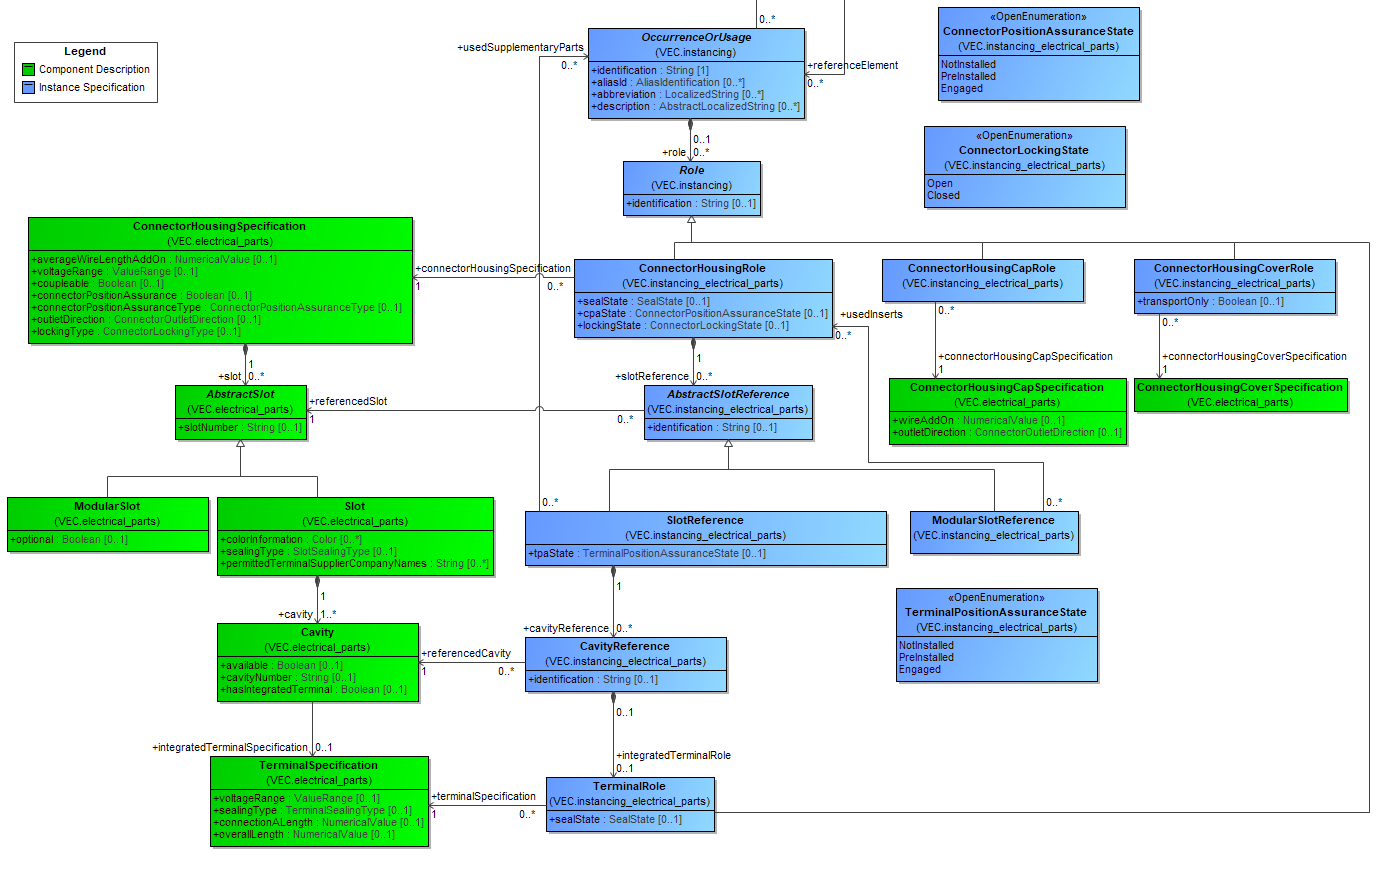 Legend
Component Description
Instance Specification
0..*
+usedSupplementaryParts
0..*
OccurrenceOrUsage
(VEC.instancing)
+identification : String [1]
+aliasId : AliasIdentification [0..*]
+abbreviation : LocalizedString [0..*]
+description : AbstractLocalizedString [0..*]
+referenceElement
0..*
«OpenEnumeration»
ConnectorPositionAssuranceState
(VEC.instancing_electrical_parts)
NotInstalled
PreInstalled
Engaged
«OpenEnumeration»
ConnectorLockingState
(VEC.instancing_electrical_parts)
Open
Closed
0..1
+role
0..*
Role
(VEC.instancing)
+identification : String [0..1]
ConnectorHousingSpecification
(VEC.electrical_parts)
+averageWireLengthAddOn : NumericalValue [0..1]
+voltageRange : ValueRange [0..1]
+coupleable : Boolean [0..1]
+connectorPositionAssurance : Boolean [0..1]
+connectorPositionAssuranceType : ConnectorPositionAssuranceType [0..1]
+outletDirection : ConnectorOutletDirection [0..1]
+lockingType : ConnectorLockingType [0..1]
+connectorHousingSpecification
1
0..*
ConnectorHousingRole
(VEC.instancing_electrical_parts)
+sealState : SealState [0..1]
+cpaState : ConnectorPositionAssuranceState [0..1]
+lockingState : ConnectorLockingState [0..1]
+usedInserts
0..*
ConnectorHousingCapRole
(VEC.instancing_electrical_parts)
0..*
+connectorHousingCapSpecification
1
ConnectorHousingCoverRole
(VEC.instancing_electrical_parts)
+transportOnly : Boolean [0..1]
0..*
+connectorHousingCoverSpecification
1
1
+slot
0..*
1
+slotReference
0..*
AbstractSlot
(VEC.electrical_parts)
+slotNumber : String [0..1]
+referencedSlot
1
0..*
AbstractSlotReference
(VEC.instancing_electrical_parts)
+identification : String [0..1]
ConnectorHousingCapSpecification
(VEC.electrical_parts)
+wireAddOn : NumericalValue [0..1]
+outletDirection : ConnectorOutletDirection [0..1]
ConnectorHousingCoverSpecification
(VEC.electrical_parts)
ModularSlot
(VEC.electrical_parts)
+optional : Boolean [0..1]
Slot
(VEC.electrical_parts)
+colorInformation : Color [0..*]
+sealingType : SlotSealingType [0..1]
+permittedTerminalSupplierCompanyNames : String [0..*]
0..*
SlotReference
(VEC.instancing_electrical_parts)
+tpaState : TerminalPositionAssuranceState [0..1]
0..*
ModularSlotReference
(VEC.instancing_electrical_parts)
1
+cavity
1..*
1
+cavityReference
0..*
«OpenEnumeration»
TerminalPositionAssuranceState
(VEC.instancing_electrical_parts)
NotInstalled
PreInstalled
Engaged
Cavity
(VEC.electrical_parts)
+available : Boolean [0..1]
+cavityNumber : String [0..1]
+hasIntegratedTerminal : Boolean [0..1]
+referencedCavity
1
0..*
CavityReference
(VEC.instancing_electrical_parts)
+identification : String [0..1]
0..1
+integratedTerminalSpecification
0..1
+integratedTerminalRole
0..1
TerminalSpecification
(VEC.electrical_parts)
+voltageRange : ValueRange [0..1]
+sealingType : TerminalSealingType [0..1]
+connectionALength : NumericalValue [0..1]
+overallLength : NumericalValue [0..1]
+terminalSpecification
1
0..*
TerminalRole
(VEC.instancing_electrical_parts)
+sealState : SealState [0..1]